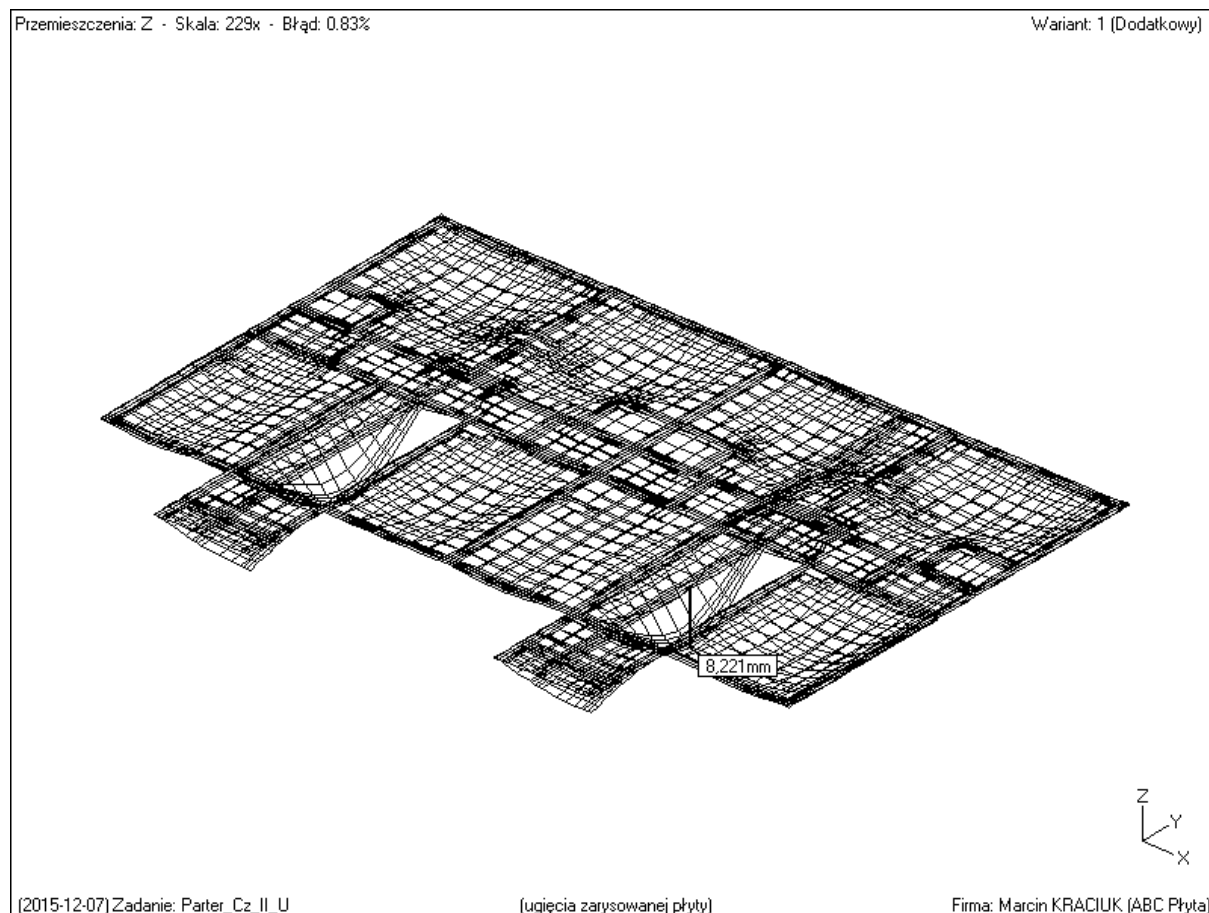 Przemieszczenia: Z - Skala: 229x - Błąd: 0.83%
Wariant: 1 (Dodatkowy)
8,221mm
Z
Y
X
(2015-12-07) Zadanie: Parter_Cz_II_U
(ugięcia zarysowanej płyty)
Firma: Marcin KRACIUK (ABC Płyta)